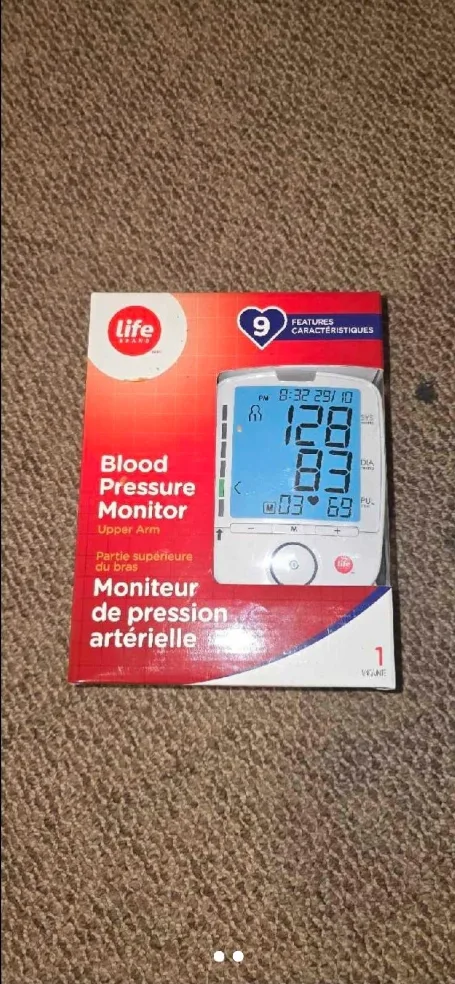 life
BRAND
9
FEATURES
CARACTÉRISTIQUES
PM 8:32 29/10
128
SYS
83
DIA
M 03 69
PUL
- M +
life
Blood
Pressure
Monitor
Upper Arm
Partie supérieure
du bras
Moniteur
de pression
artérielle
1